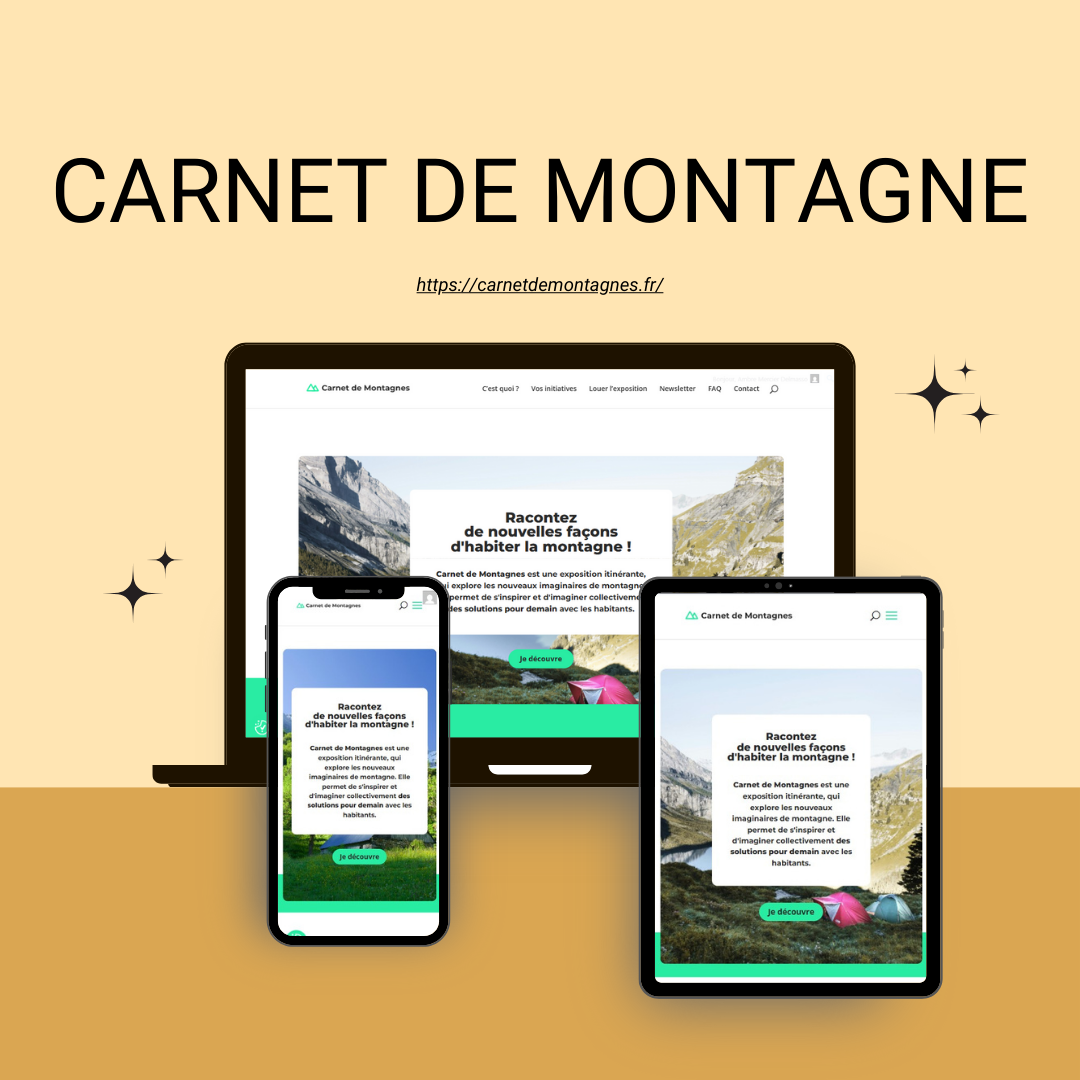 CARNET DE MONTAGNE
https://carnetdemontagnes.fr/
Carnet de Montagnes
C'est quoi ? Vos initiatives Louer l'exposition Newsletter FAQ Contact
Racontez
de nouvelles façons
d'habiter la montagne !
Carnet de Montagnes est une exposition itinérante,
explore les nouveaux imaginaires de montagne
permet de s'inspirer et d'imaginer
des solutions pour demain avec les habitants.
Je découvre
Carnet de Montagnes
Racontez
de nouvelles façons
d'habiter la montagne !
Carnet de Montagnes est une
exposition itinérante, qui
explore les nouveaux
imaginaires de montagne. Elle
permet de s'inspirer et
d'imaginer collectivement des
solutions pour demain avec les
habitants.
Je découvre
Carnet de Montagnes
Racontez
de nouvelles façons
d'habiter la montagne !
Carnet de Montagnes est une
exposition itinérante, qui
explore les nouveaux
imaginaires de montagne. Elle
permet de s'inspirer et
d'imaginer collectivement des
solutions pour demain avec les
habitants.
Je découvre